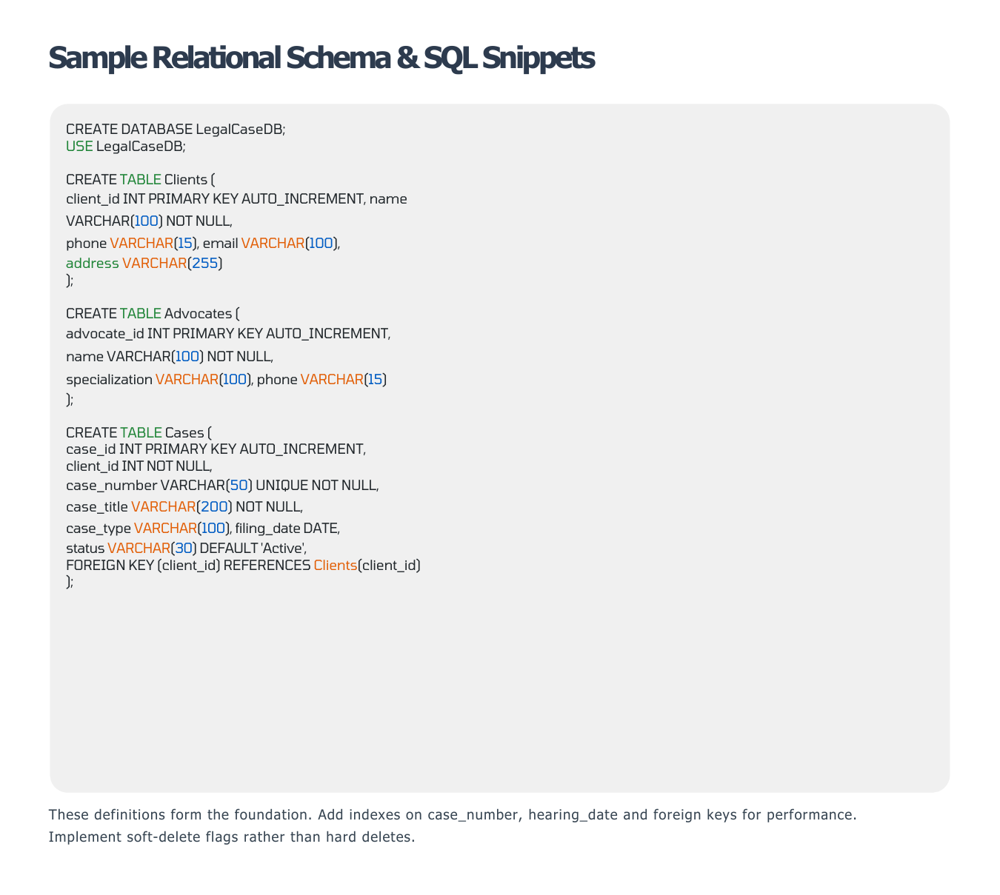 Sample Relational Schema & SQL Snippets
CREATE DATABASE LegalCaseDB;
USE LegalCaseDB;
CREATE TABLE Clients (
client_id INT PRIMARY KEY AUTO_INCREMENT, name
VARCHAR(100) NOT NULL,
phone VARCHAR(15), email VARCHAR(100),
address VARCHAR(255)
);
CREATE TABLE Advocates (
advocate_id INT PRIMARY KEY AUTO_INCREMENT,
name VARCHAR(100) NOT NULL,
specialization VARCHAR(100), phone VARCHAR(15)
);
CREATE TABLE Cases (
case_id INT PRIMARY KEY AUTO_INCREMENT,
client_id INT NOT NULL,
case_number VARCHAR(50) UNIQUE NOT NULL,
case_title VARCHAR(200) NOT NULL,
case_type VARCHAR(100), filing_date DATE,
status VARCHAR(30) DEFAULT 'Active',
FOREIGN KEY (client_id) REFERENCES Clients(client_id)
);
These definitions form the foundation. Add indexes on case_number, hearing_date and foreign keys for performance.
Implement soft-delete flags rather than hard deletes.